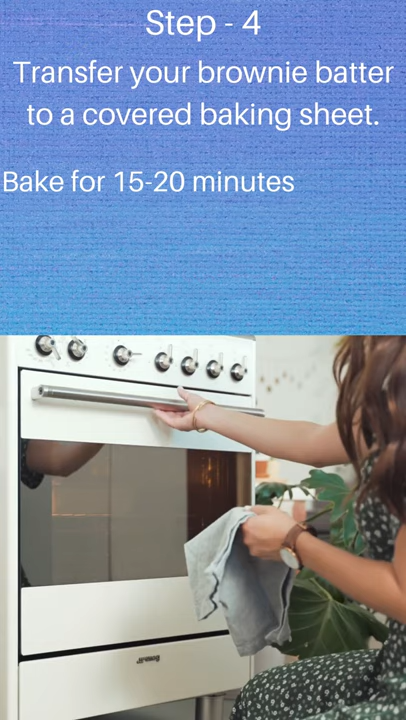 Step - 4
Transfer your brownie batter
to a covered baking sheet.
Bake for 15-20 minutes